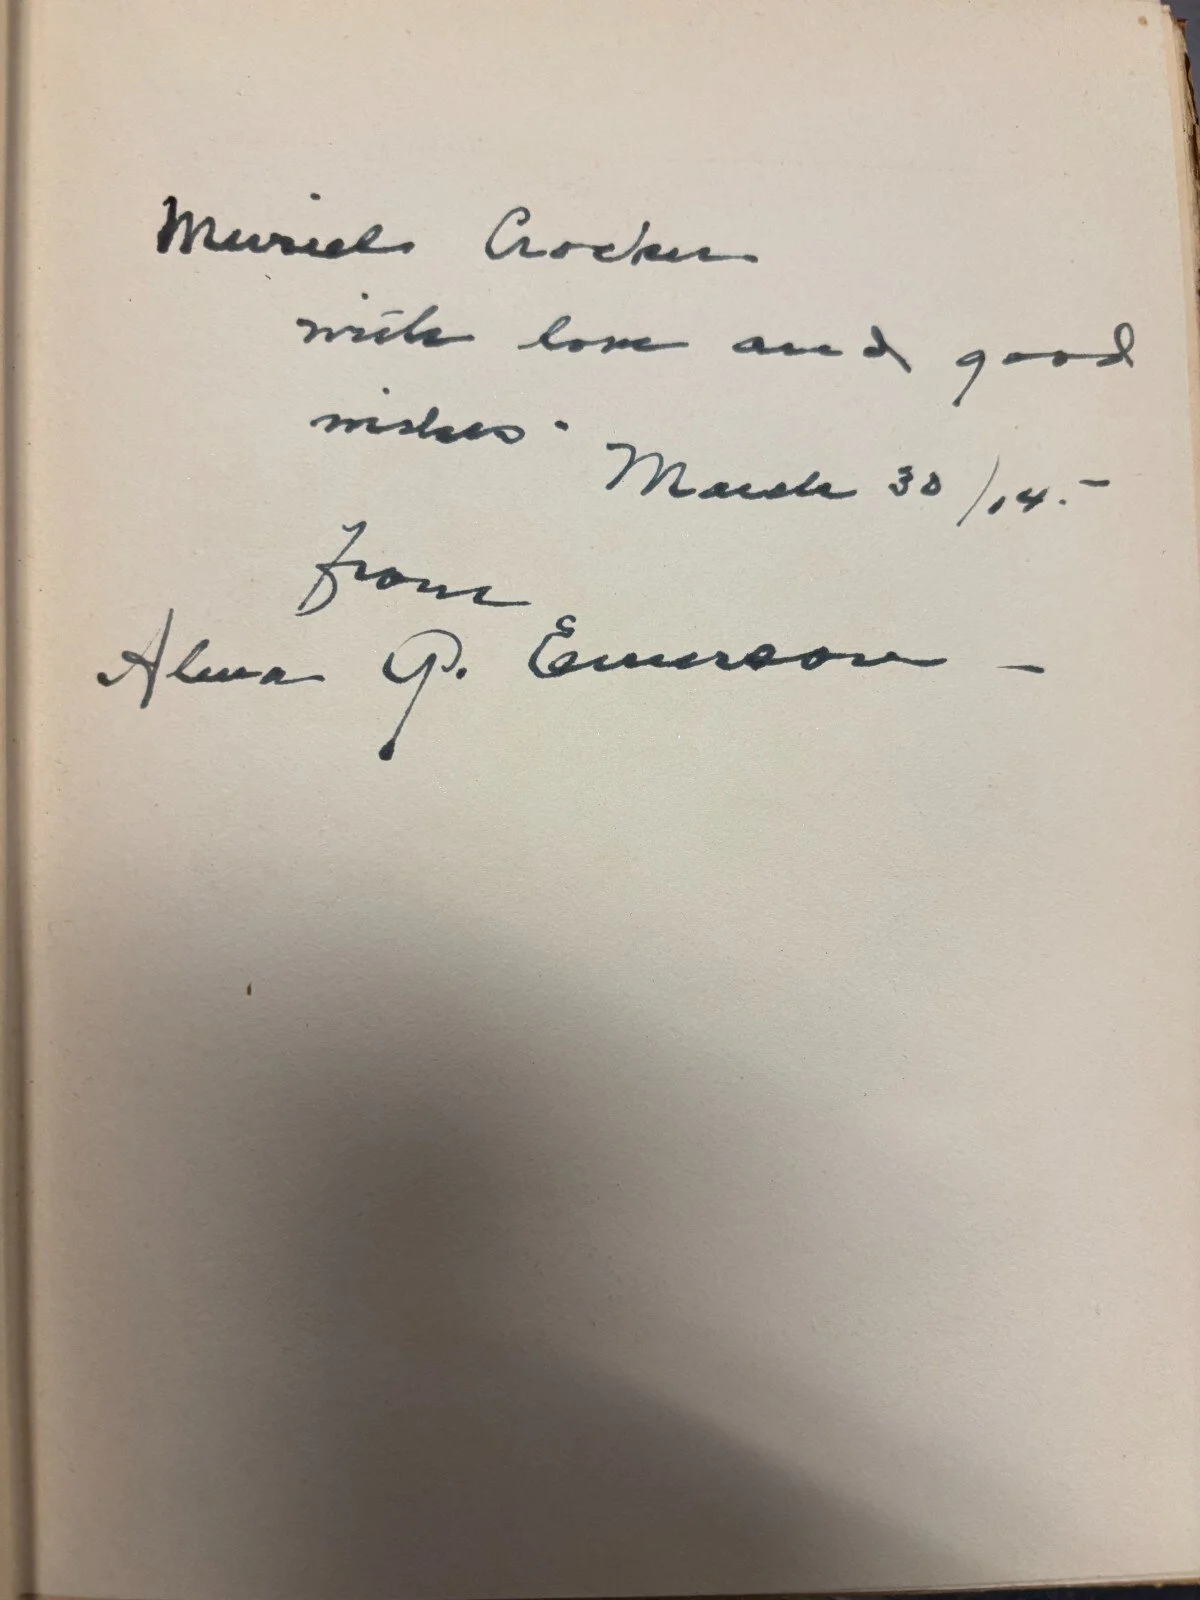 Muriel Crocker
with love and good
wishes.
March 30/14.-
from
Alma P. Emerson -